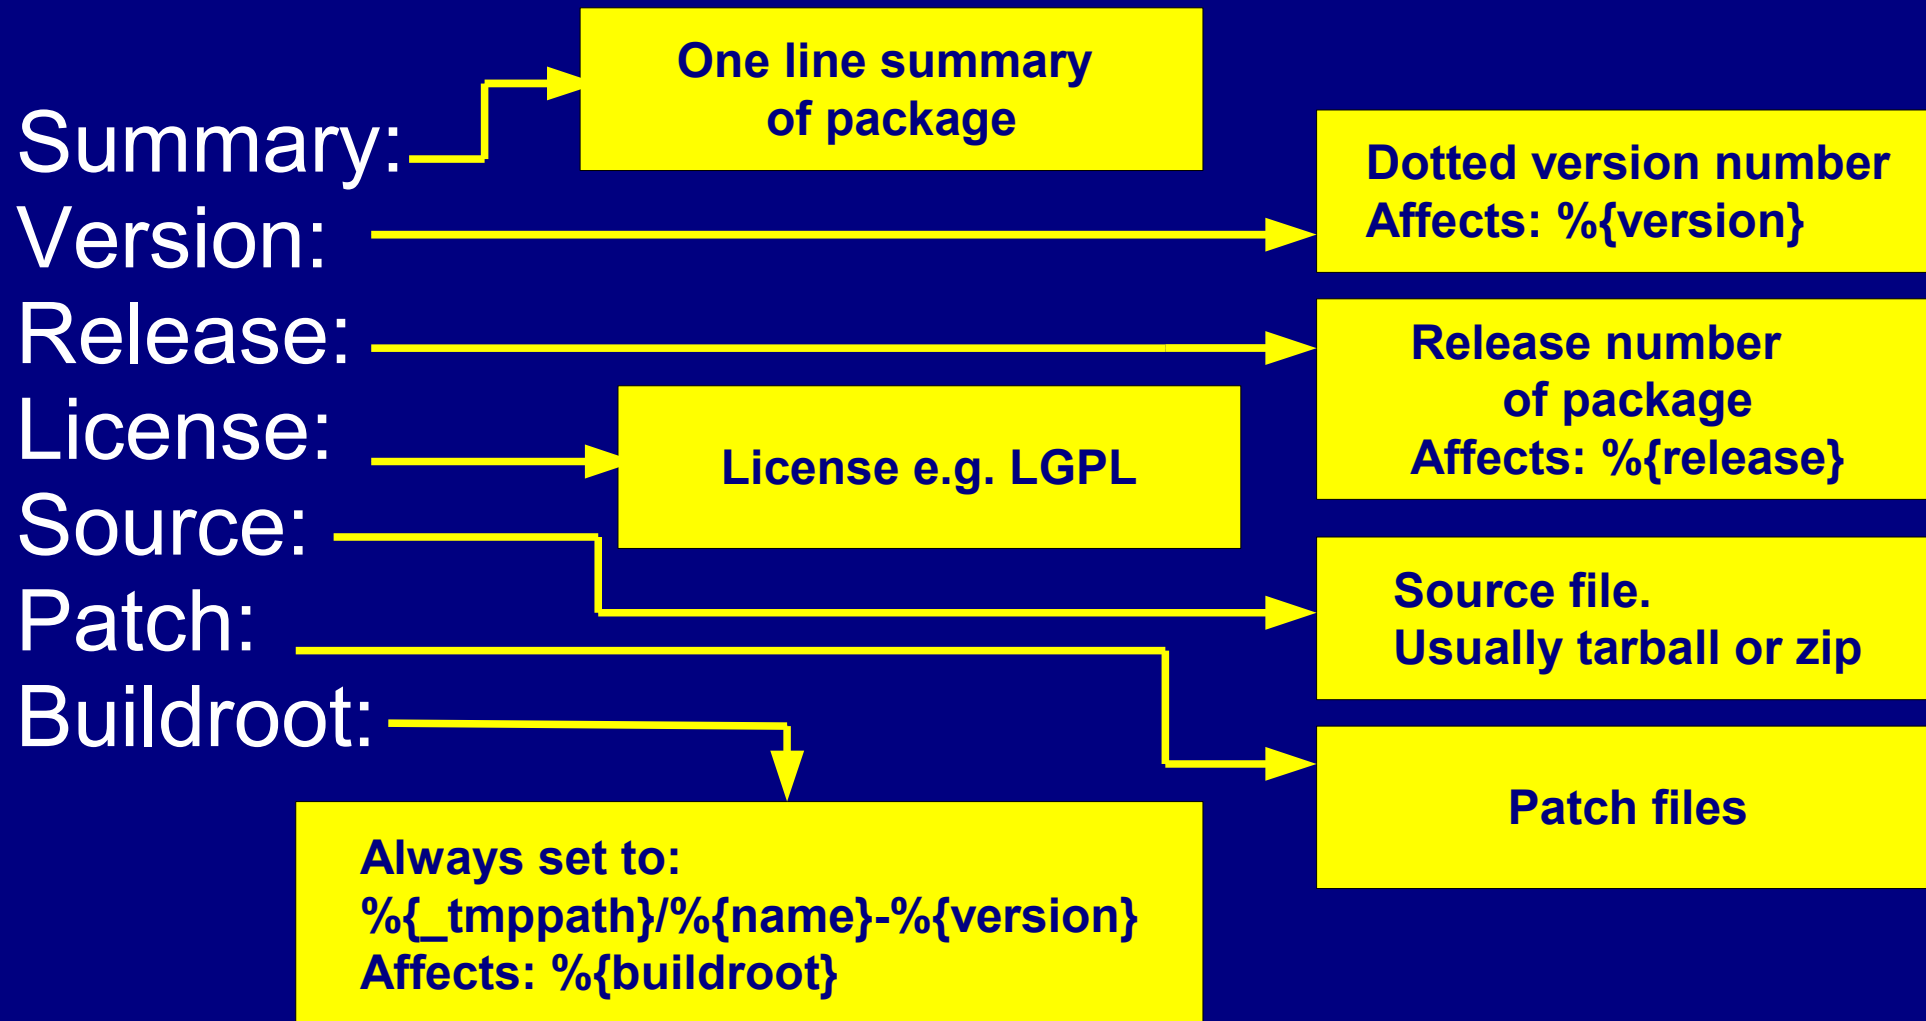 One line summary
of package
Summary:
Version:
Release:
License:
Source:
Patch:
Buildroot:
Dotted version number
Affects: %{version}
Release number
of package
Affects: %{release}
License e.g. LGPL
Source file.
Usually tarball or zip
Patch files
Always set to:
%{_tmppath}/%{name}-%{version}
Affects: %{buildroot}